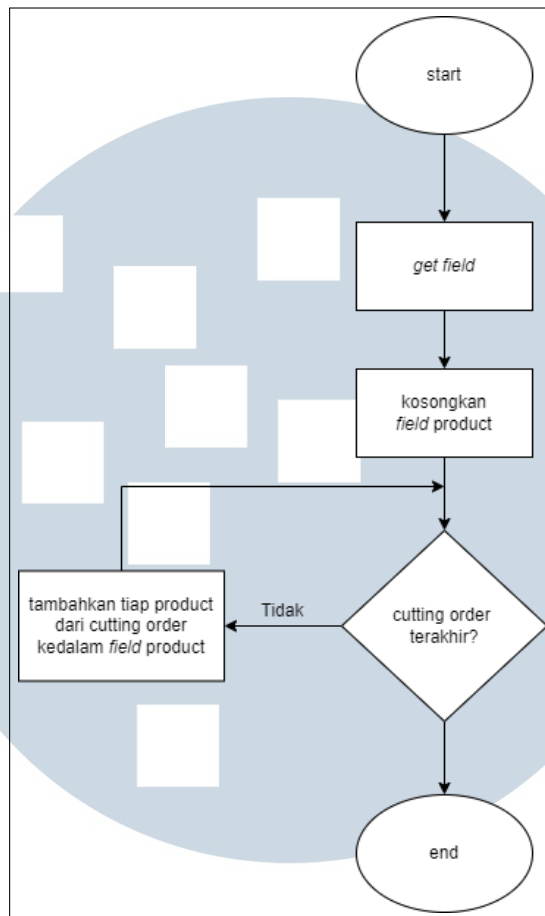 start
get field
kosongkan
field product
cutting order
terakhir?
Tidak
tambahkan tiap product
dari cutting order
kedalam field product
end